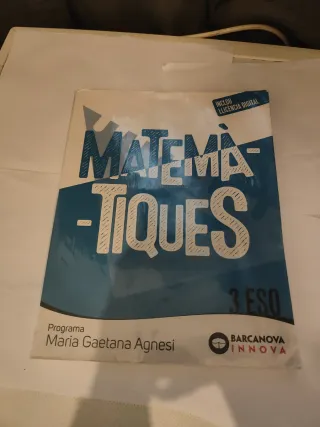 INCLOU
LLICÈNCIA DIGITAL
MATEMÀ-
-TIQUES
3 ESO
Programa
Maria Gaetana Agnesi
BARCANOVA
INNOVA